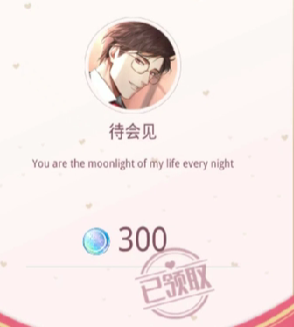 待会见
You are the moonlight of my life every night
300
已领取